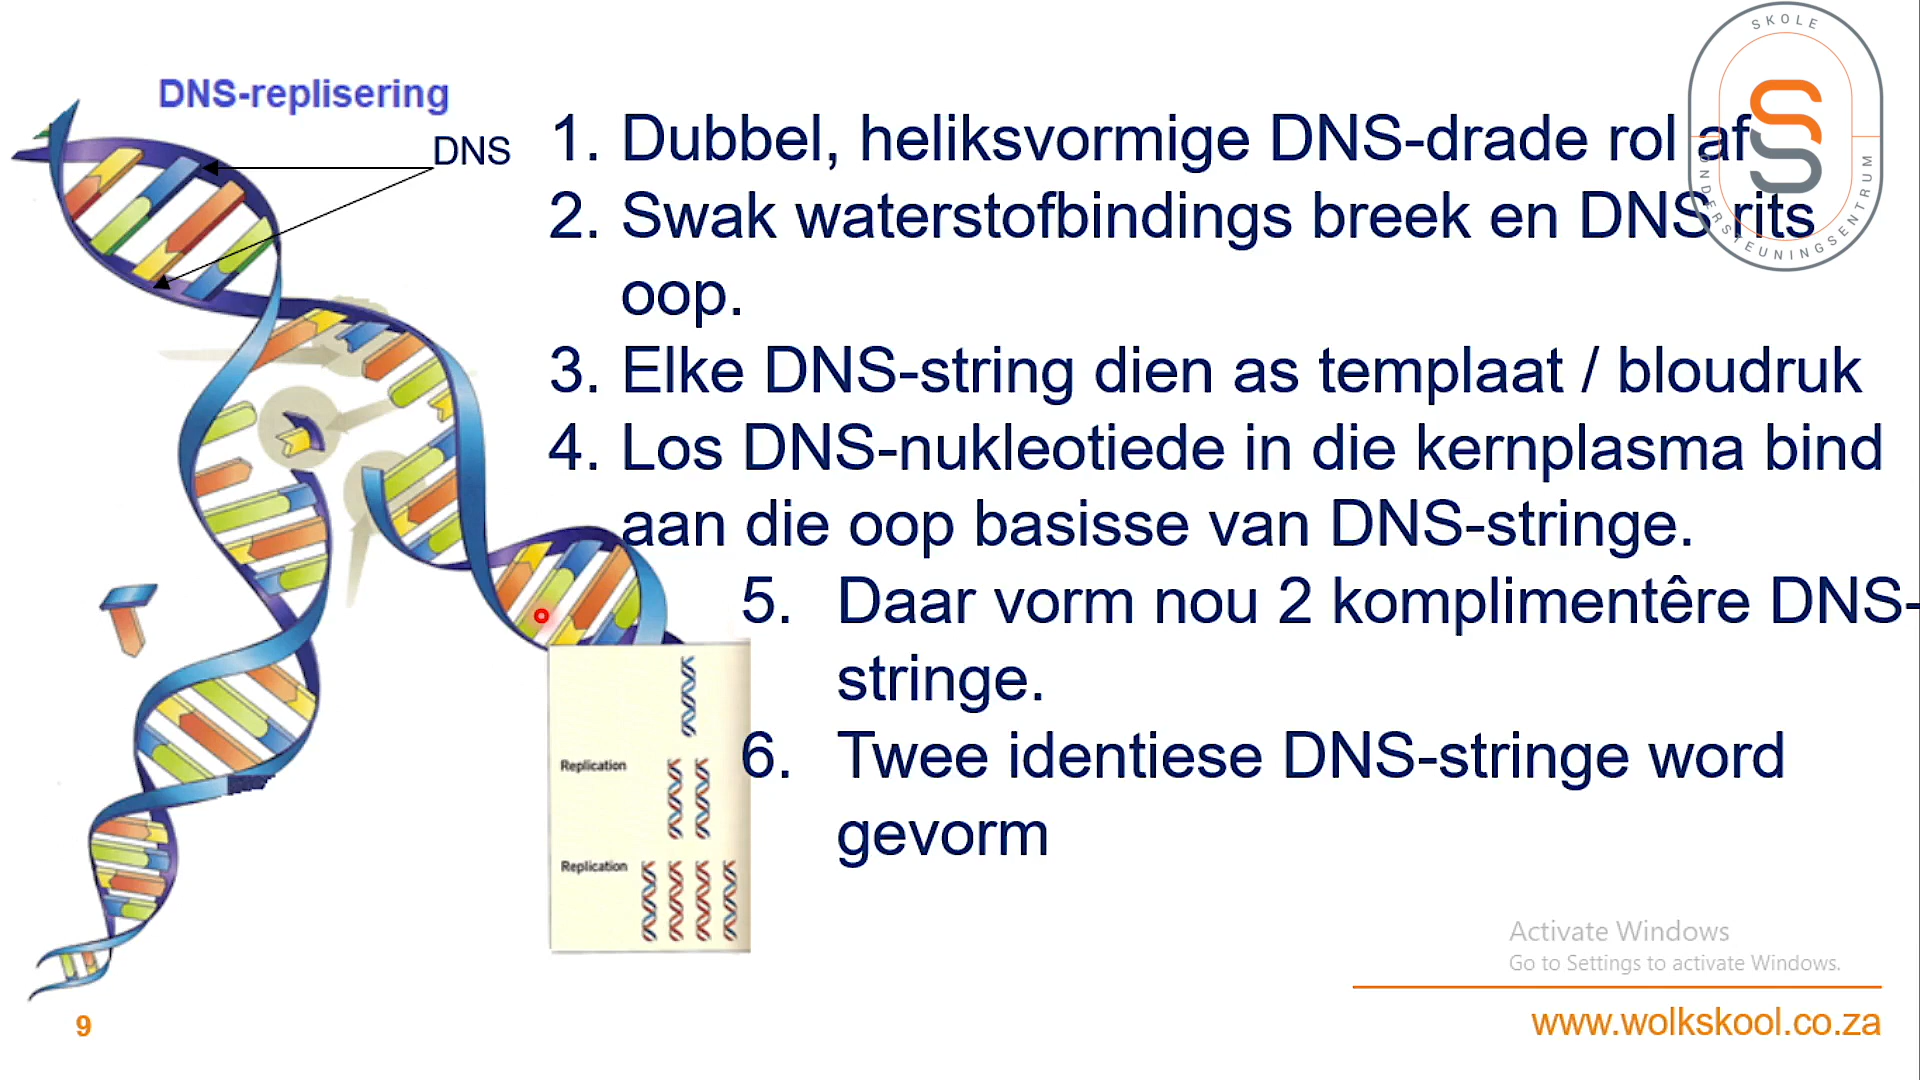 DNS-replisering
DNS
1. Dubbel, heliksvormige DNS-drade rol af
2. Swak waterstofbindings breek en DNS rits
oop.
3. Elke DNS-string dien as templaat / bloudruk
4. Los DNS-nukleotiede in die kernplasma bind
aan die oop basisse van DNS-stringe.
5. Daar vorm nou 2 komplimentêre DNS-
stringe.
6. Twee identiese DNS-stringe word
gevorm
Replication
Replication
SKOLE
ONDERSTEUNINGSENTRUM
Activate Windows
Go to Settings to activate Windows.
www.wolkskool.co.za
9